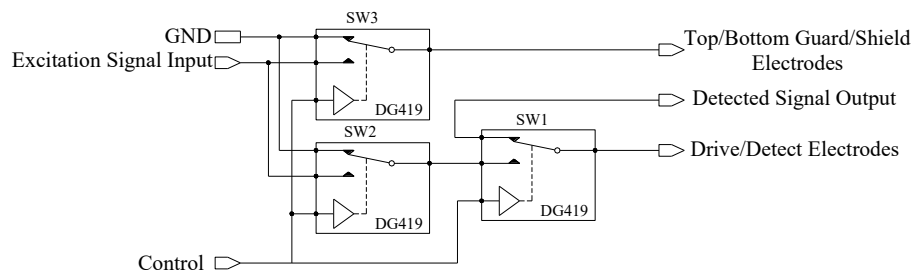 SW3
GND
Excitation Signal Input
Top/Bottom Guard/Shield
Electrodes
DG419
Detected Signal Output
SW2
SW1
Drive/Detect Electrodes
DG419
DG419
Control